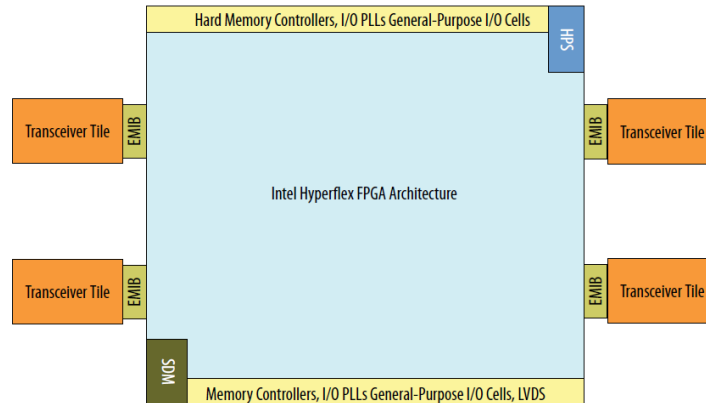 Hard Memory Controllers, I/O PLLs General-Purpose I/O Cells
HPS
Transceiver Tile
EMIB
EMIB
Transceiver Tile
Intel Hyperflex FPGA Architecture
Transceiver Tile
EMIB
EMIB
Transceiver Tile
SDM
Memory Controllers, I/O PLLs General-Purpose I/O Cells, LVDS